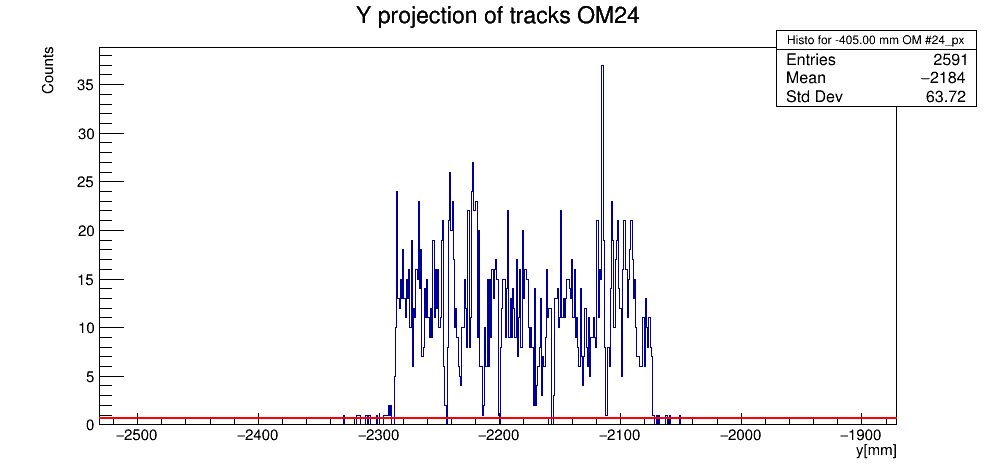 Y projection of tracks OM24
Histo for -405.00 mm OM #24_px
Entries 2591
Mean −2184
Std Dev 63.72
Counts
35
30
25
20
15
10
5
0
−2500 −2400 −2300 −2200 −2100 −2000 −1900
y[mm]